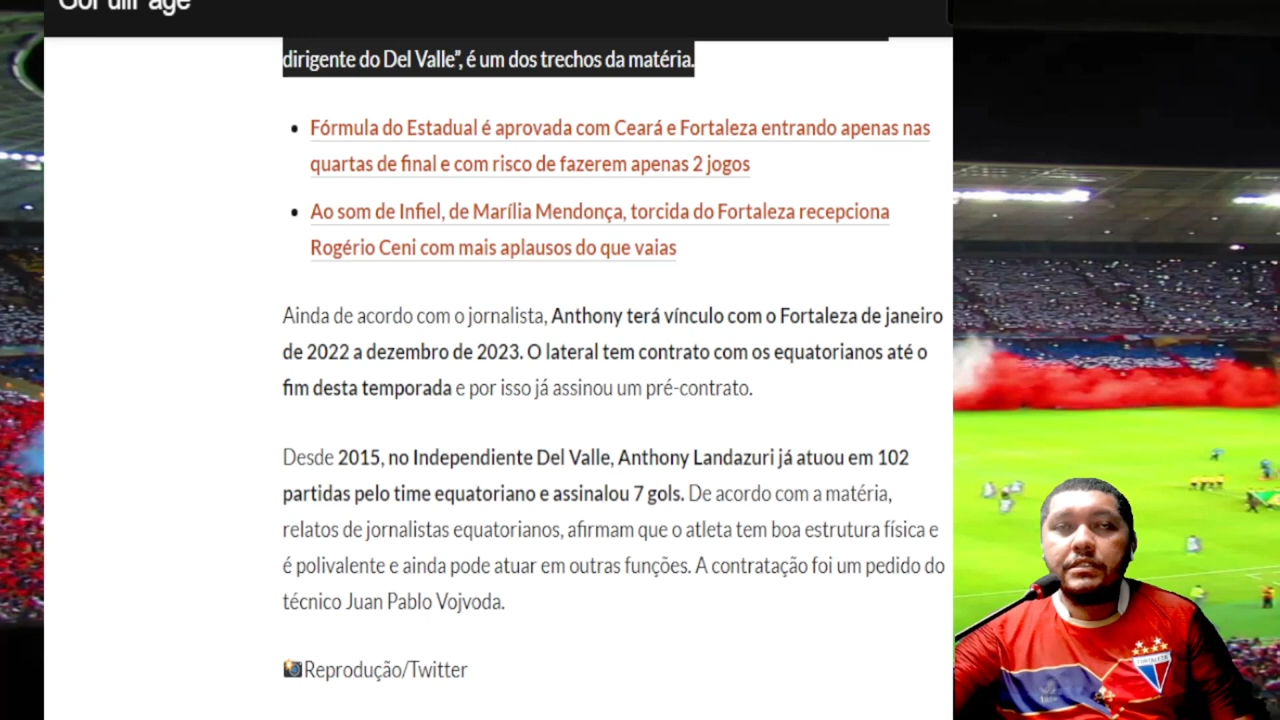 dirigente do Del Valle”, é um dos trechos da matéria.
Fórmula do Estadual é aprovada com Ceará e Fortaleza entrando apenas nas
quartas de final e com risco de fazerem apenas 2 jogos
Ao som de Infiel, de Marília Mendonça, torcida do Fortaleza recepciona
Rogério Ceni com mais aplausos do que vaias
Ainda de acordo com o jornalista, Anthony terá vínculo com o Fortaleza de janeiro
de 2022 a dezembro de 2023. O lateral tem contrato com os equatorianos até o
fim desta temporada e por isso já assinou um pré-contrato.
Desde 2015, no Independiente Del Valle, Anthony Landazuri já atuou em 102
partidas pelo time equatoriano e assinalou 7 gols. De acordo com a matéria,
relatos de jornalistas equatorianos, afirmam que o atleta tem boa estrutura física e
é polivalente e ainda pode atuar em outras funções. A contratação foi um pedido do
técnico Juan Pablo Vojvoda.
Reprodução/Twitter
FORTALEZA